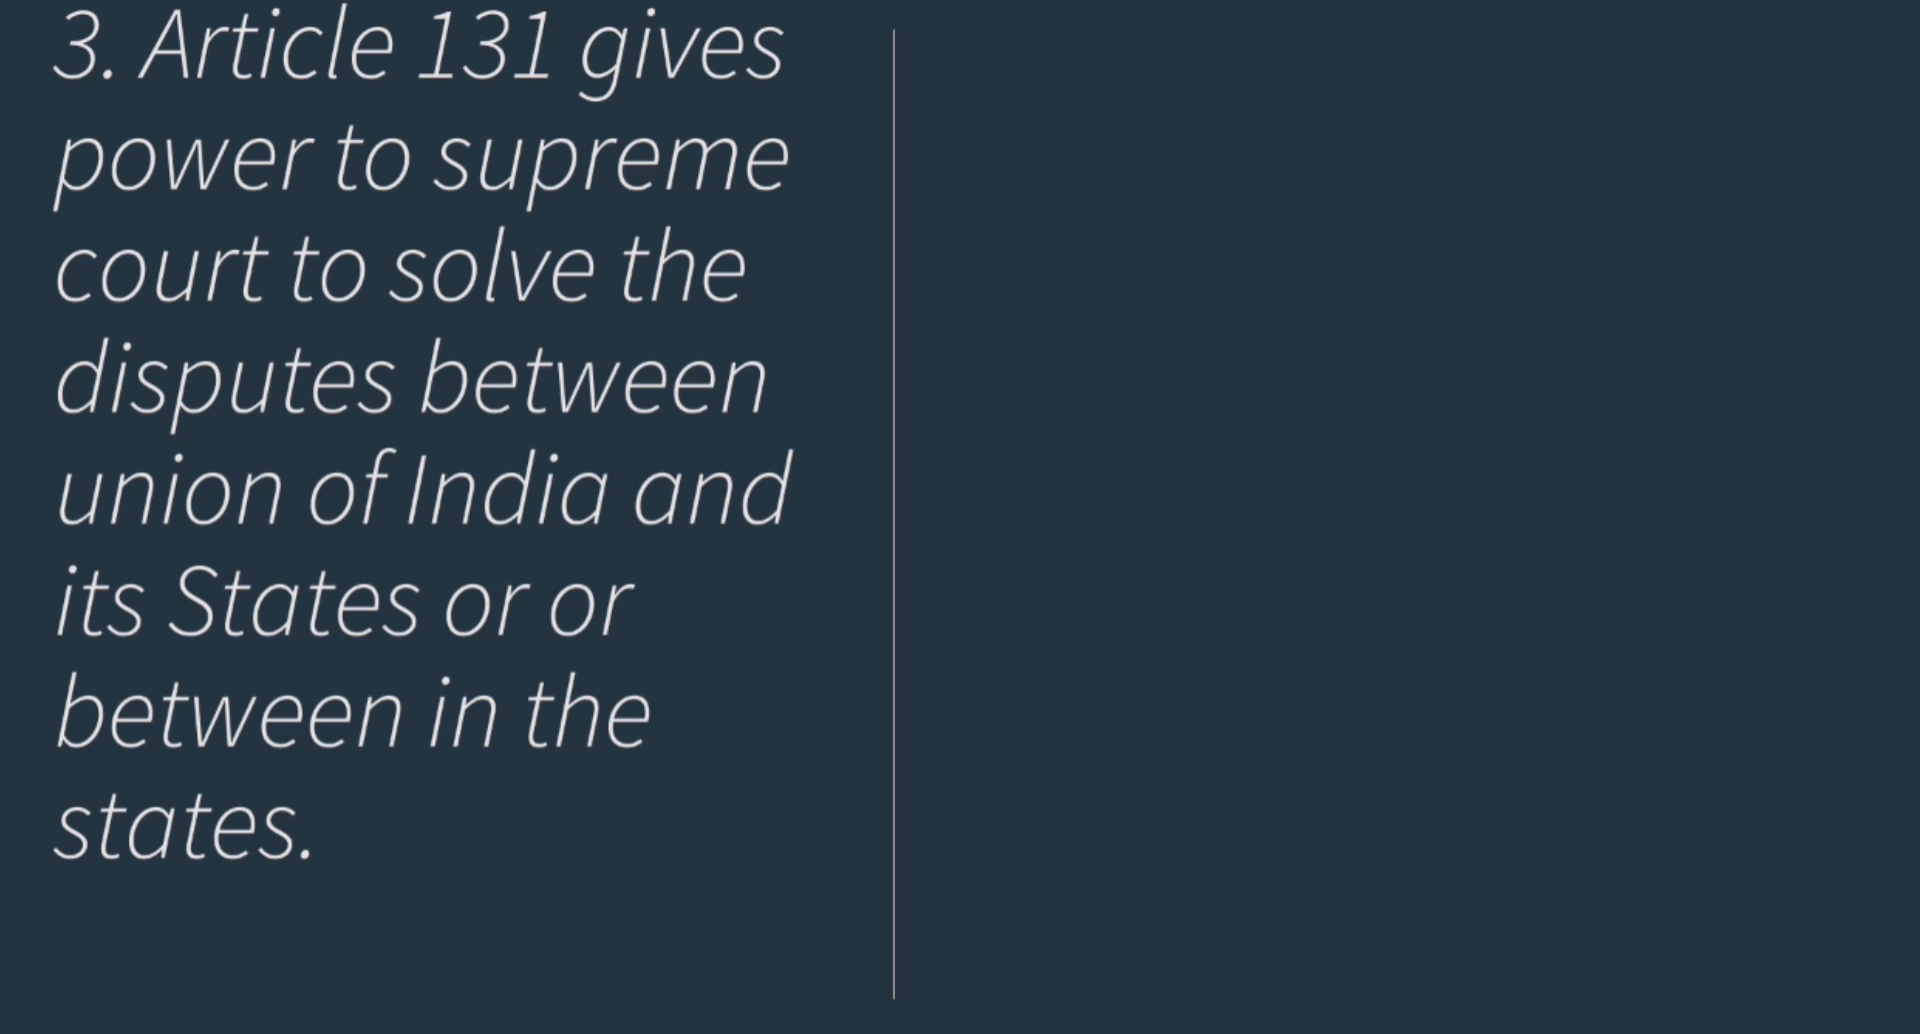 3. Article 131 gives
power to supreme
court to solve the
disputes between
union of India and
its States or or
between in the
states.